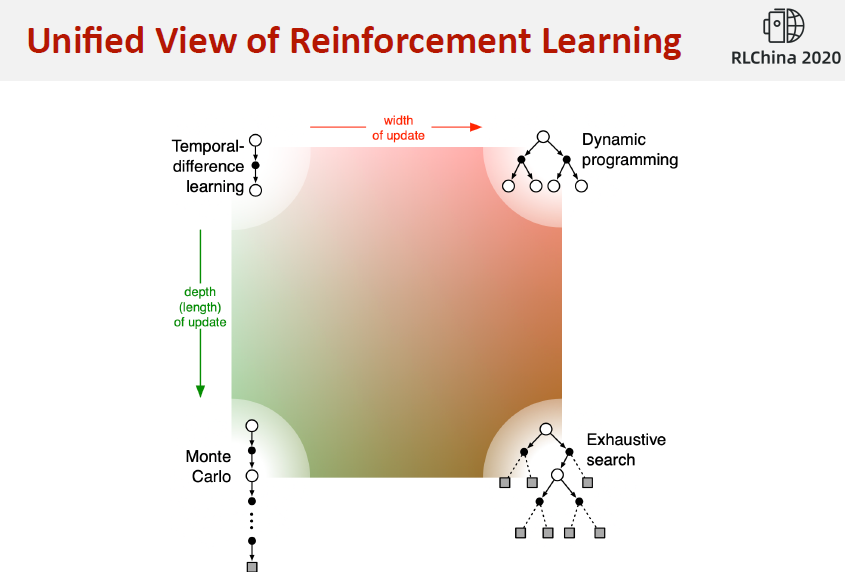 Unified View of Reinforcement Learning
RLChina 2020
width
of update
Temporal-
difference
learning
Dynamic
programming
depth
(length)
of update
Monte
Carlo
Exhaustive
search